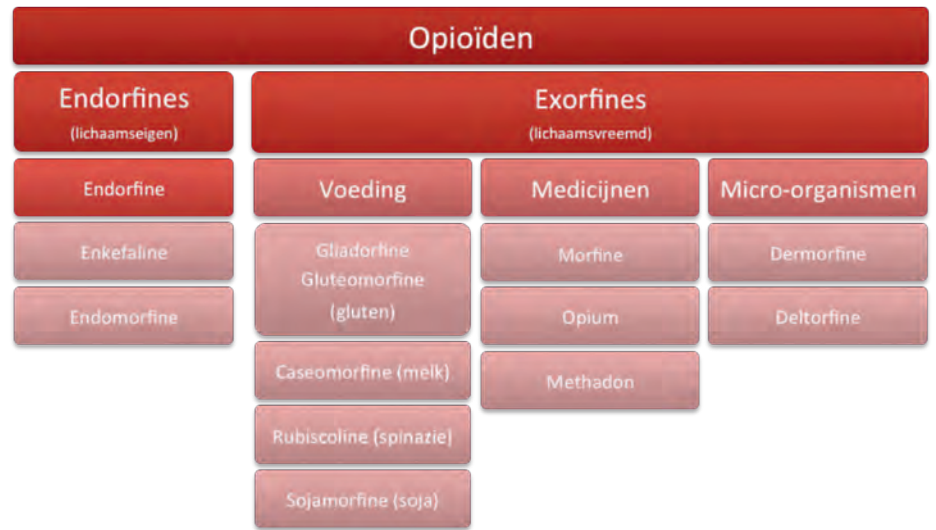 Opioïden
Endorfines
(lichaamseigen)
Exorfines
(lichaamsvreemd)
Endorfine
Voeding
Medicijnen
Micro-organismen
Enkefaline
Gliadorfine
Gluteomorfine
(gluten)
Morfine
Dermorfine
Endomorfine
Opium
Deltorfine
Caseomorfine (melk)
Methadon
Rubiscoline (spinazie)
Sojamorfine (soja)